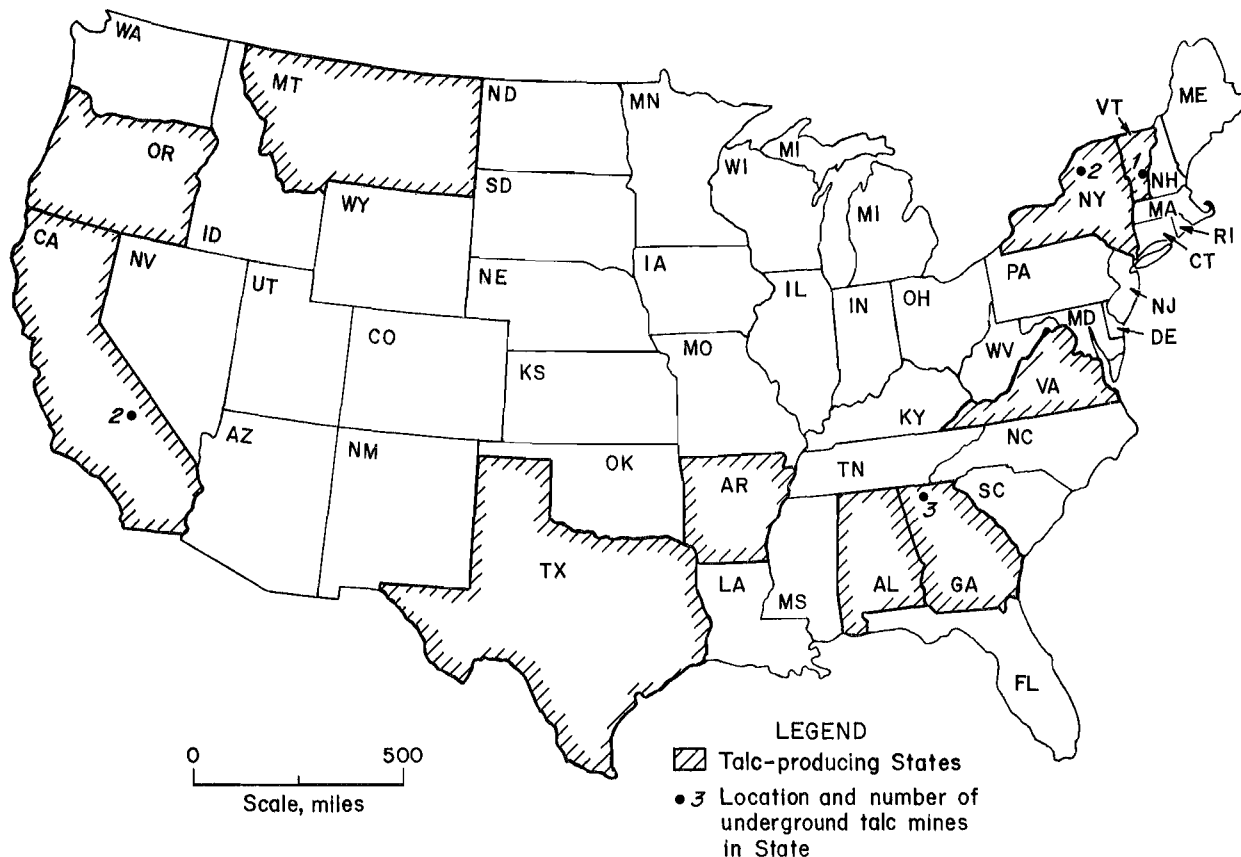 WA
MT
ND
MN
ME
VT
OR
MI
WI
SD
NH
2
1
WY
MI
NY
MA
ID
CA
RI
NV
IA
CT
NE
PA
UT
IL
IN
OH
NJ
CO
MD
DE
MO
WV
KS
VA
KY
2
AZ
NC
NM
OK
TN
AR
SC
3
TX
LA
AL
GA
MS
FL
LEGEND
Talc-producing States
• 3 Location and number of
underground talc mines
in State
0 500
Scale, miles